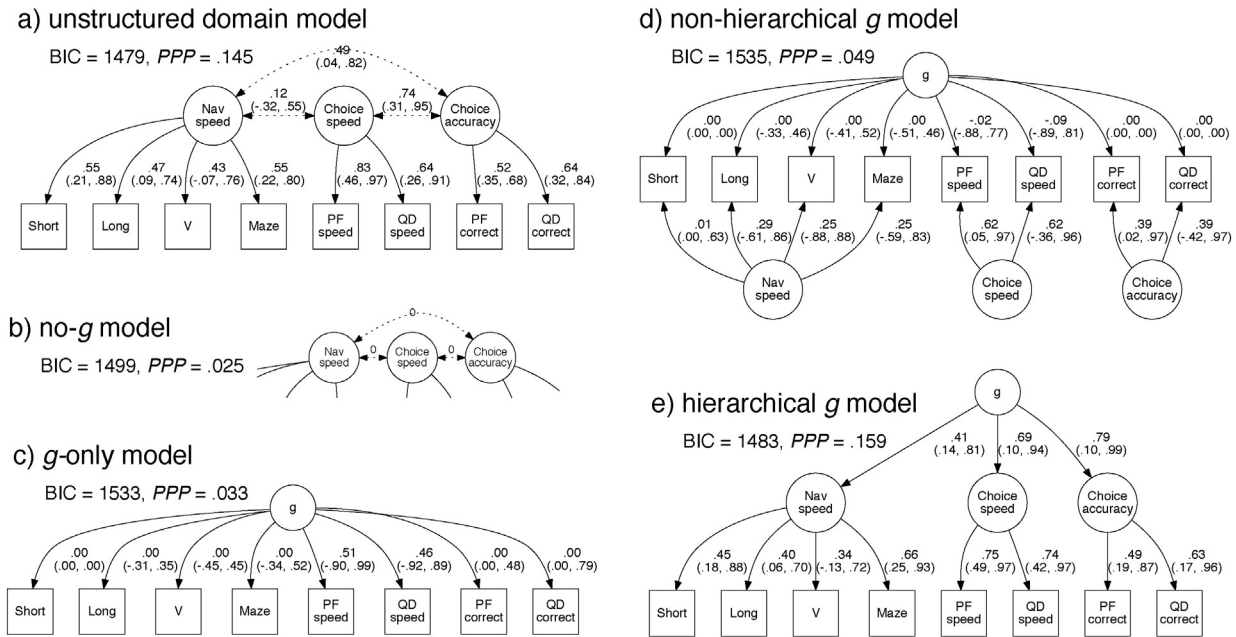 a) unstructured domain model
BIC = 1479, PPP = .145
.49
(.04, .82)
.12
(-.32, .55)
.74
(.31, .95)
Nav
speed
Choice
speed
Choice
accuracy
.55
(.21, .88)
.47
(.09, .74)
.43
(-.07, .76)
.55
(.22, .80)
.83
(.46, .97)
.64
(.26, .91)
.52
(.35, .68)
.64
(.32, .84)
Short
Long
V
Maze
PF
speed
QD
speed
PF
correct
QD
correct
b) no-g model
BIC = 1499, PPP = .025
0
0
0
Nav
speed
Choice
speed
Choice
accuracy
c) g-only model
BIC = 1533, PPP = .033
g
.00
(.00, .00)
.00
(-.31, .35)
.00
(-.45, .45)
.00
(-.34, .52)
.51
(-.90, .99)
.46
(-.92, .89)
.00
(.00, .48)
.00
(.00, .79)
Short
Long
V
Maze
PF
speed
QD
speed
PF
correct
QD
correct
d) non-hierarchical g model
BIC = 1535, PPP = .049
g
.00
(.00, .00)
.00
(-.33, .46)
.00
(-.41, .52)
.00
(-.51, .46)
-.02
(-.88, .77)
-.09
(-.89, .81)
.00
(.00, .00)
.00
(.00, .00)
Short
Long
V
Maze
PF
speed
QD
speed
PF
correct
QD
correct
.01
(.00, .63)
.29
(-.61, .86)
.25
(-.88, .88)
.25
(-.59, .83)
.62
(.05, .97)
.62
(-.36, .96)
.39
(.02, .97)
.39
(-.42, .97)
Nav
speed
Choice
speed
Choice
accuracy
e) hierarchical g model
BIC = 1483, PPP = .159
g
.41
(.14, .81)
.69
(.10, .94)
.79
(.10, .99)
Nav
speed
Choice
speed
Choice
accuracy
.45
(.18, .88)
.40
(.06, .70)
.34
(-.13, .72)
.66
(.25, .93)
.75
(.49, .97)
.74
(.42, .97)
.49
(.19, .87)
.63
(.17, .96)
Short
Long
V
Maze
PF
speed
QD
speed
PF
correct
QD
correct